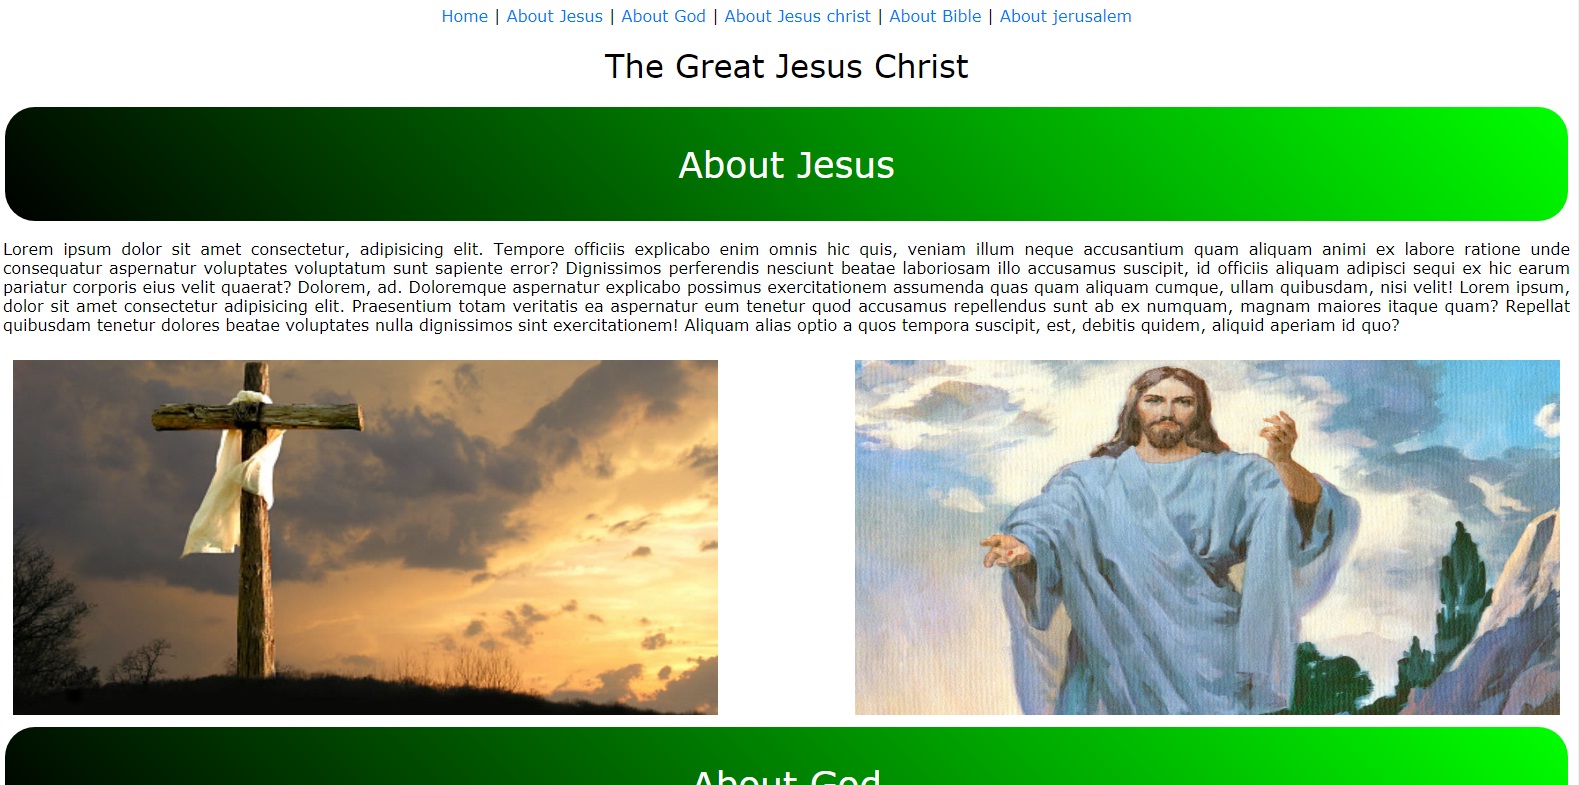 Home | About Jesus | About God | About Jesus christ | About Bible | About jerusalem
The Great Jesus Christ
About Jesus
Lorem ipsum dolor sit amet consectetur, adipisicing elit. Tempore officiis explicabo enim omnis hic quis, veniam illum neque accusantium quam aliquam animi ex labore ratione unde
consequatur aspernatur voluptates voluptatum sunt sapiente error? Dignissimos perferendis nesciunt beatae laboriosam illo accusamus suscipit, id officiis aliquam adipisci sequi ex hic earum
pariatur corporis eius velit quaerat? Dolorem, ad. Doloremque aspernatur explicabo possimus exercitationem assumenda quas quam aliquam cumque, ullam quibusdam, nisi velit! Lorem ipsum,
dolor sit amet consectetur adipisicing elit. Praesentium totam veritatis ea aspernatur eum tenetur quod accusamus repellendus sunt ab ex numquam, magnam maiores itaque quam? Repellat
quibusdam tenetur dolores beatae voluptates nulla dignissimos sint exercitationem! Aliquam alias optio a quos tempora suscipit, est, debitis quidem, aliquid aperiam id quo?
About God